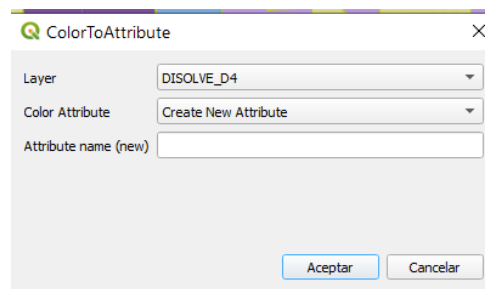 ColorToAttribute
Layer DISOLVE_D4
Color Attribute Create New Attribute
Attribute name (new)
Aceptar Cancelar